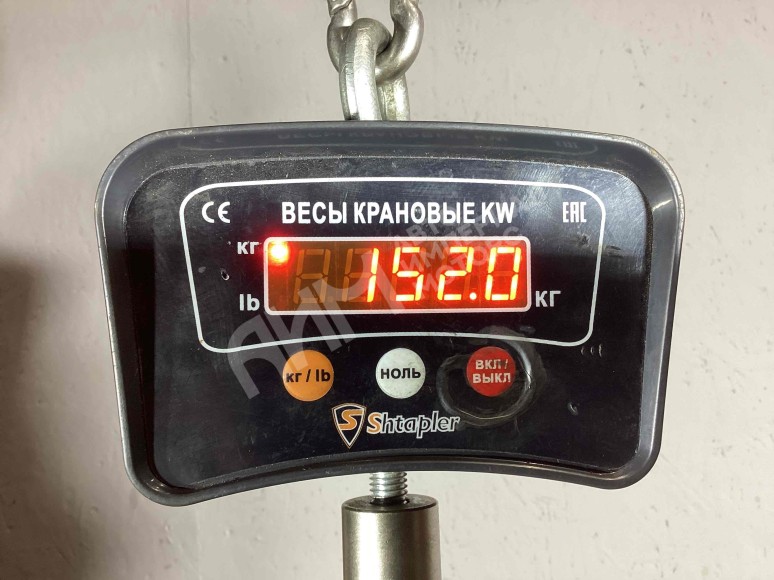 CE ВЕСЫ КРАНОВЫЕ KW EAC
КГ
152.0
lb КГ
кг / lb НОЛЬ ВКЛ /
ВЫКЛ
Shtapler